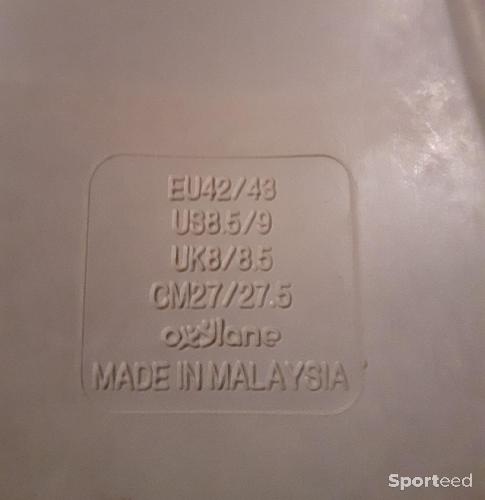 EU42/43
US8.5/9
UK8/8.5
CM27/27.5
oxylane
MADE IN MALAYSIA
Sporteed